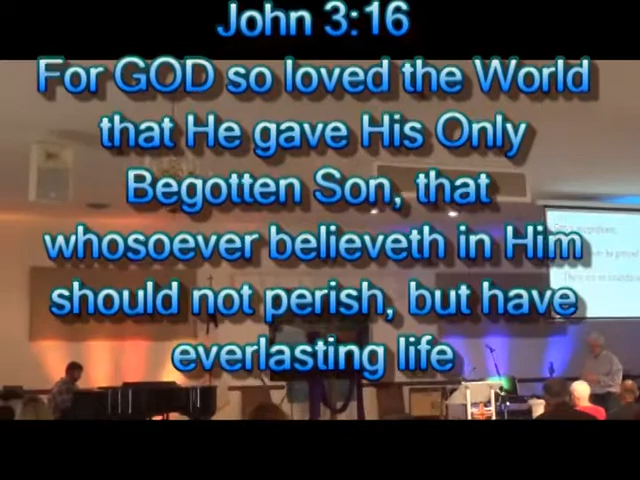 John 3:16
For GOD so loved the World
that He gave His Only
Begotten Son, that
whosoever believeth in Him
should not perish, but have
everlasting life